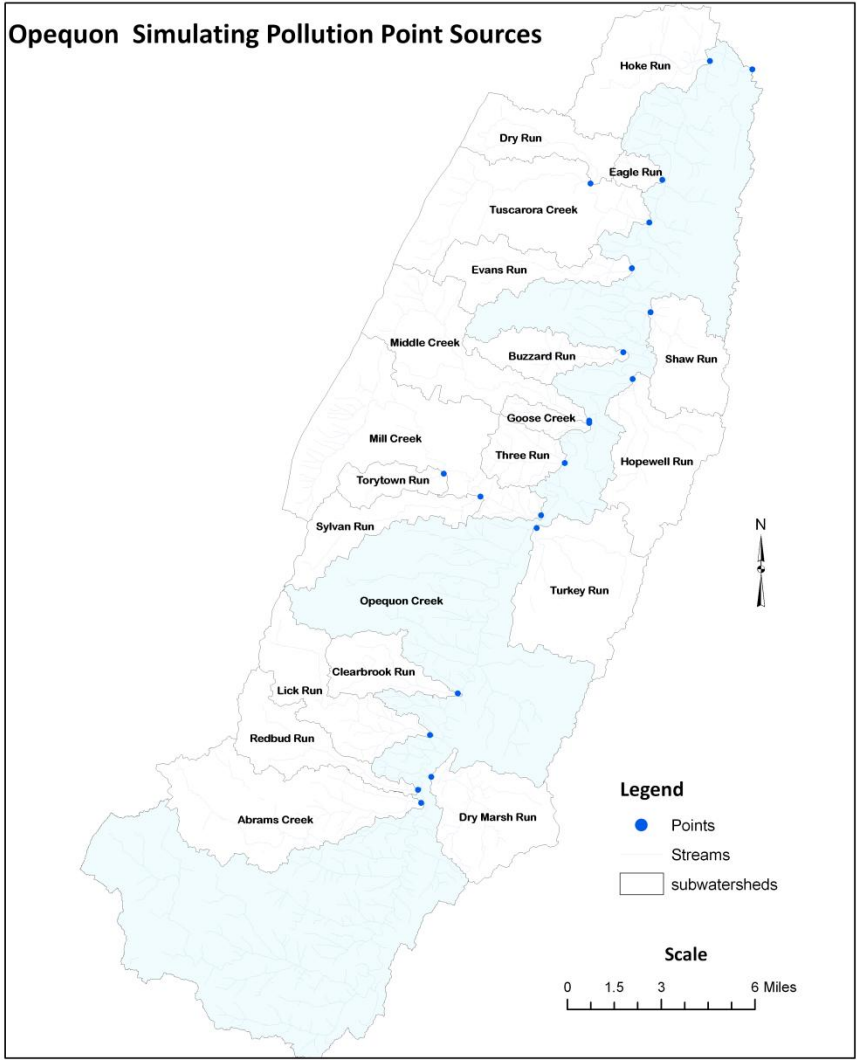 Opequon Simulating Pollution Point Sources
Hoke Run
Dry Run
Eagle Run
Tuscarora Creek
Evans Run
Middle Creek
Buzzard Run
Shaw Run
Goose Creek
Mill Creek
Three Run
Hopewell Run
Torytown Run
Sylvan Run
N
Turkey Run
Opequon Creek
Clearbrook Run
Lick Run
Redbud Run
Abrams Creek
Dry Marsh Run
Legend
Points
Streams
subwatersheds
Scale
0 1.5 3 6 Miles